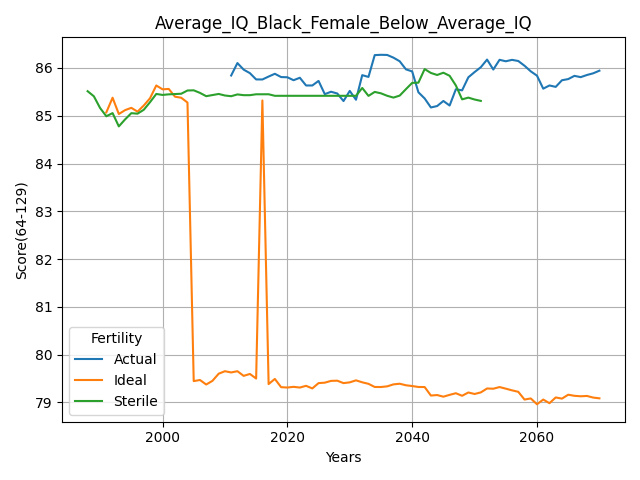 Average_IQ_Black_Female_Below_Average_IQ
Score(64-129)
86
85
84
83
82
81
80
79
Fertility
Actual
Ideal
Sterile
2000
2020
2040
2060
Years